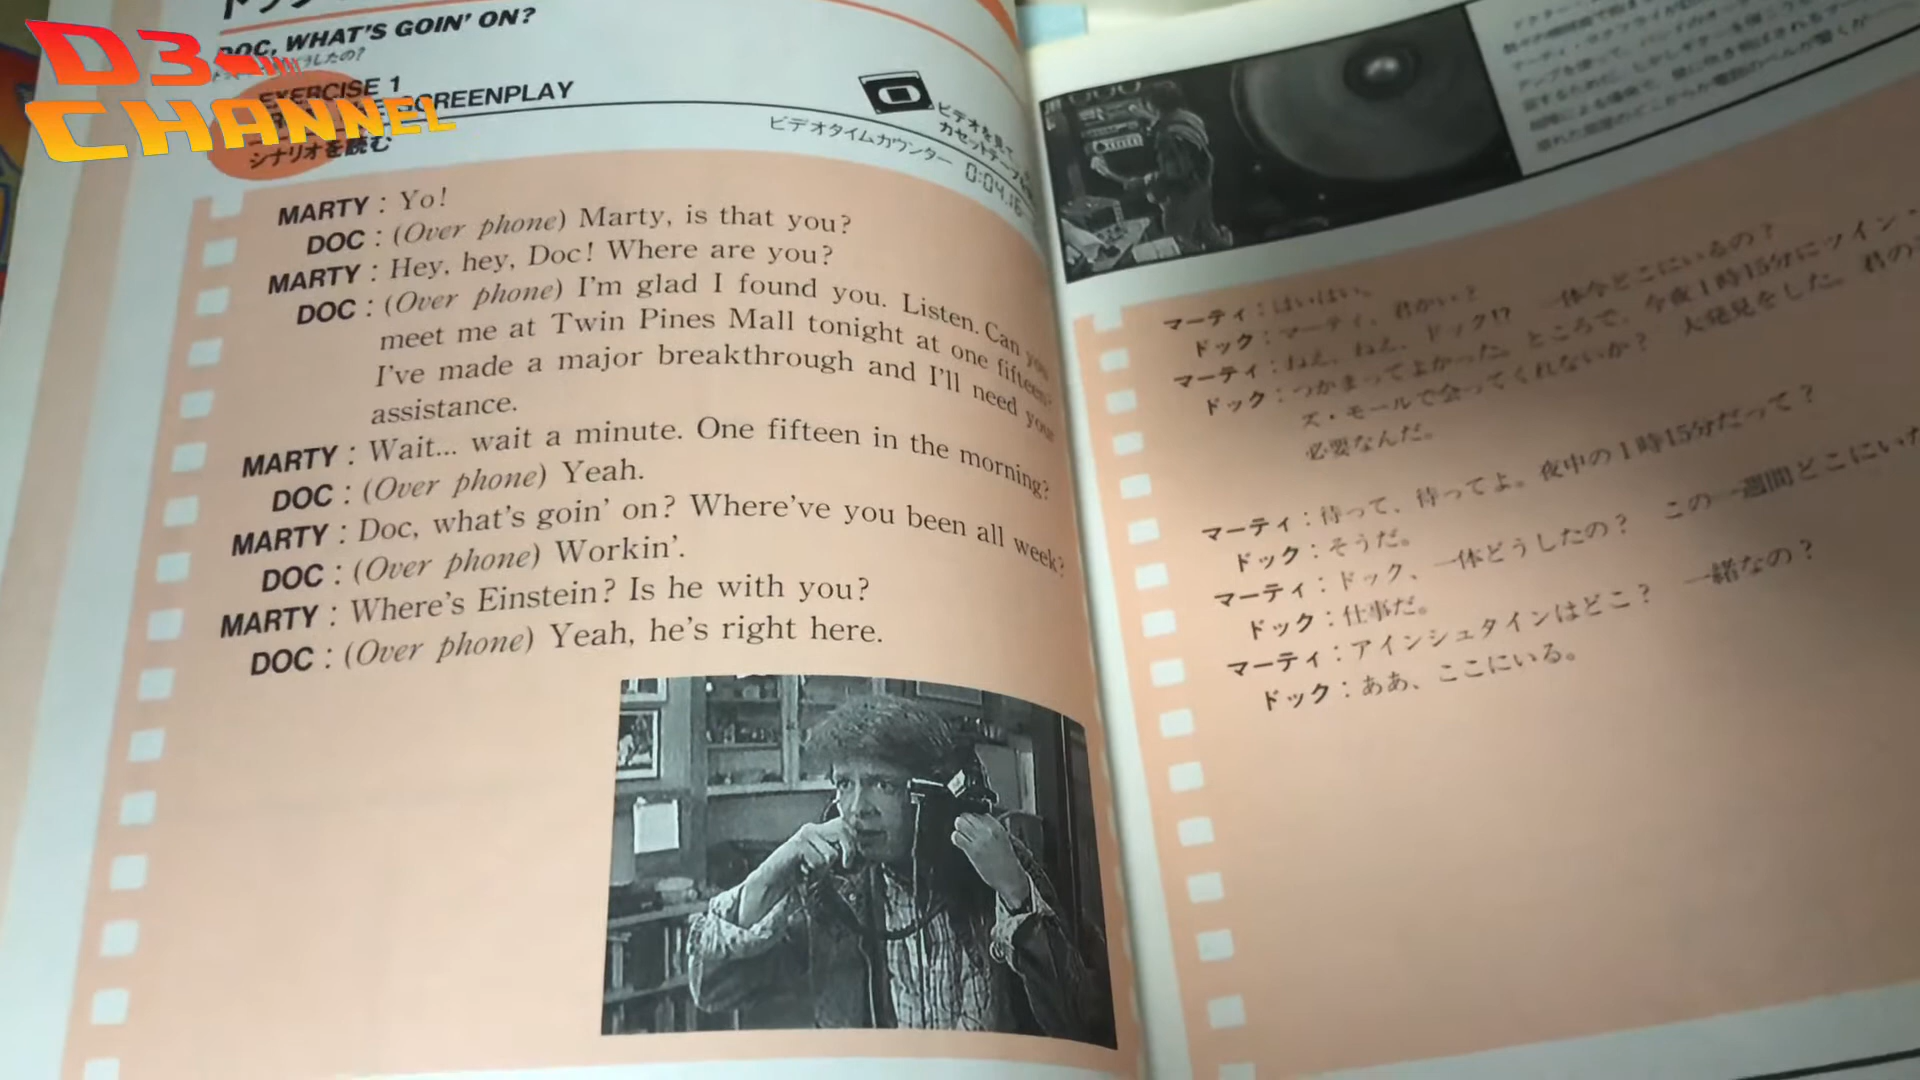 D3-
CHANNEL
DOC, WHAT'S GOIN' ON?
EXERCISE 1
SCREENPLAY
シナリオを読む
ビデオを見て
ビデオタイムカウンター 0:04.16
MARTY : Yo!
DOC : (Over phone) Marty, is that you?
MARTY : Hey, hey, Doc! Where are you?
DOC : (Over phone) I'm glad I found you. Listen. Can you
meet me at Twin Pines Mall tonight at one fifteen?
I've made a major breakthrough and I'll need your
assistance.
MARTY : Wait... wait a minute. One fifteen in the morning?
DOC : (Over phone) Yeah.
MARTY : Doc, what's goin' on? Where've you been all week?
DOC : (Over phone) Workin'.
MARTY : Where's Einstein? Is he with you?
DOC : (Over phone) Yeah, he's right here.
マーティ：はいはい。
ドック：マーティ、君かい？
マーティ：ねえ、ねえ、ドック!? 一体今どこにいるの？
ドック：つかまってよかった。ところで、今夜1時15分にツイン・
ズ・モールで会ってくれないか？ 大発見をした。君の
必要なんだ。
マーティ：待って、待ってよ。夜中の1時15分だって？
ドック：そうだ。
マーティ：ドック、一体どうしたの？ この一週間どこにいた
ドック：仕事だ。
マーティ：アインシュタインはどこ？ 一緒なの？
ドック：ああ、ここにいる。